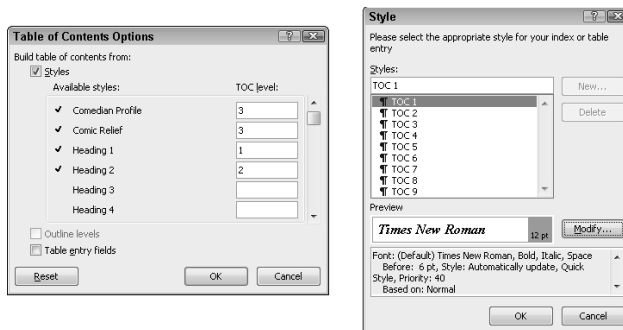 Table of Contents Options
Build table of contents from:
Styles
Available styles: TOC level:
Comedian Profile 3
Comic Relief 3
Heading 1 1
Heading 2 2
Heading 3
Heading 4
Outline levels
Table entry fields
Reset OK Cancel
Style
Please select the appropriate style for your index or table
entry
Styles:
TOC 1 New...
TOC 1
TOC 2 Delete
TOC 3
TOC 4
TOC 5
TOC 6
TOC 7
TOC 8
TOC 9
Preview
Times New Roman 12 pt Modify...
Font: (Default) Times New Roman, Bold, Italic, Space
Before: 6 pt, Style: Automatically update, Quick
Style, Priority: 40
Based on: Normal
OK Cancel